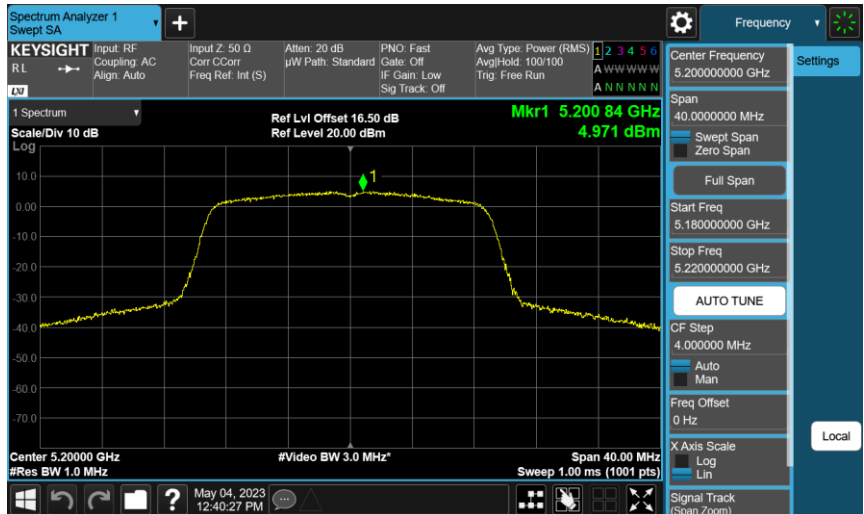 Spectrum Analyzer 1
Swept SA
+
Frequency
KEYSIGHT
RL
LXI
Input: RF
Coupling: AC
Align: Auto
Input Z: 50 Ω
Corr CCorr
Freq Ref: Int (S)
Atten: 20 dB
µW Path: Standard
PNO: Fast
Gate: Off
IF Gain: Low
Sig Track: Off
Avg Type: Power (RMS)
Avg|Hold: 100/100
Trig: Free Run
1 2 3 4 5 6
A W W W W W
A N N N N N
1 Spectrum
Scale/Div 10 dB
Log
Ref Lvl Offset 16.50 dB
Ref Level 20.00 dBm
Mkr1 5.200 84 GHz
4.971 dBm
1
10.0
0.00
-10.0
-20.0
-30.0
-40.0
-50.0
-60.0
-70.0
Center 5.20000 GHz
#Res BW 1.0 MHz
#Video BW 3.0 MHz*
Span 40.00 MHz
Sweep 1.00 ms (1001 pts)
?
May 04, 2023
12:40:27 PM
Center Frequency
5.200000000 GHz
Span
40.0000000 MHz
Swept Span
Zero Span
Full Span
Start Freq
5.180000000 GHz
Stop Freq
5.220000000 GHz
AUTO TUNE
CF Step
4.000000 MHz
Auto
Man
Freq Offset
0 Hz
X Axis Scale
Log
Lin
Signal Track
(Span Zoom)
Settings
Local